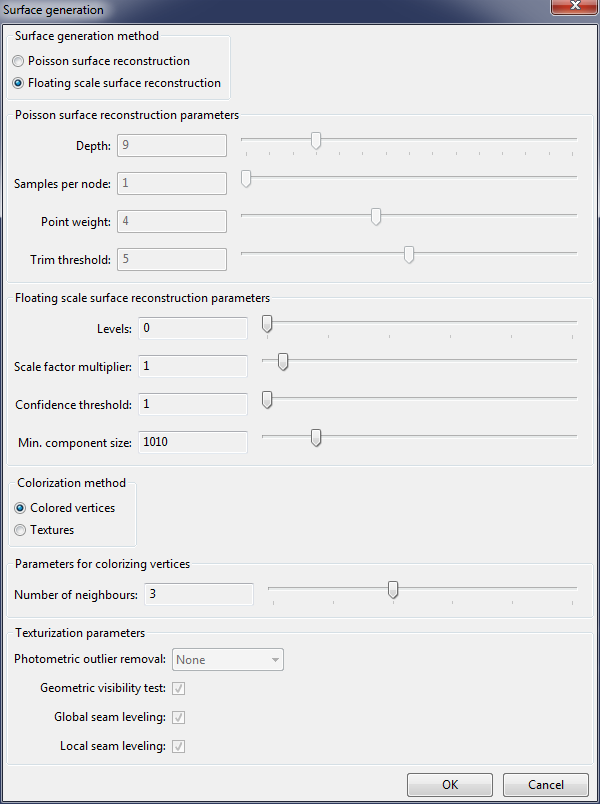 Surface generation
Surface generation method
Poisson surface reconstruction
Floating scale surface reconstruction
Poisson surface reconstruction parameters
Depth: 9
Samples per node: 1
Point weight: 4
Trim threshold: 5
Floating scale surface reconstruction parameters
Levels: 0
Scale factor multiplier: 1
Confidence threshold: 1
Min. component size: 1010
Colorization method
Colored vertices
Textures
Parameters for colorizing vertices
Number of neighbours: 3
Texturization parameters
Photometric outlier removal: None
Geometric visibility test:
Global seam leveling:
Local seam leveling:
OK Cancel